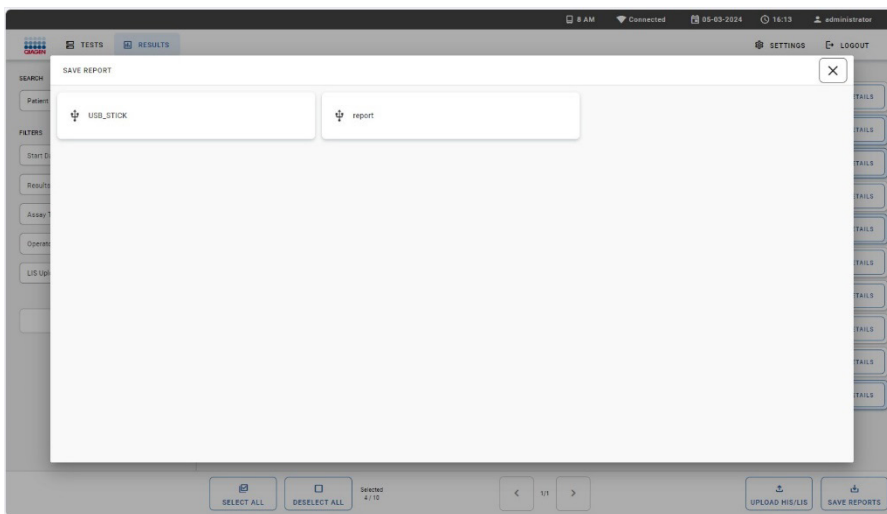 8 AM Connected 05-03-2024 16:13 administrator
QIAGEN TESTS RESULTS SETTINGS LOGOUT
SAVE REPORT
SEARCH
Patient
USB_STICK report
TAILS
FILTERS
TAILS
Start D
TAILS
Results
TAILS
Assay T
TAILS
Operato
TAILS
LIS Upl
TAILS
TAILS
TAILS
TAILS
SELECT ALL DESELECT ALL Selected 4 / 10 < 1/1 > UPLOAD HIS/LIS SAVE REPORTS